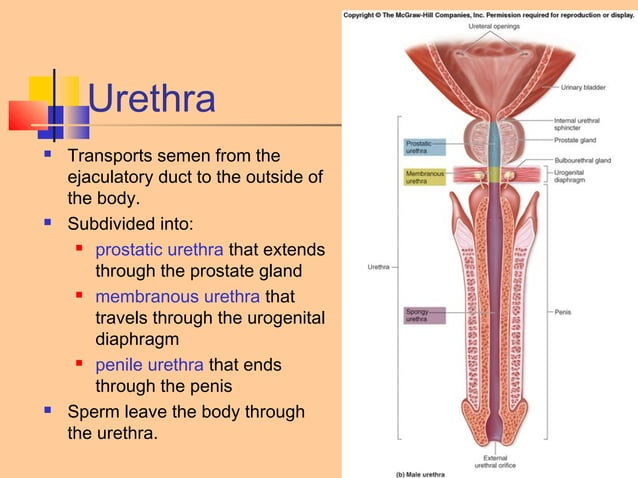 Urethra
Transports semen from the
ejaculatory duct to the outside of
the body.
Subdivided into:
prostatic urethra that extends
through the prostate gland
membranous urethra that
travels through the urogenital
diaphragm
penile urethra that ends
through the penis
Sperm leave the body through
the urethra.
Copyright © The McGraw-Hill Companies, Inc. Permission required for reproduction or display.
Ureteral openings
Urinary bladder
Internal urethral
sphincter
Prostatic
urethra
Prostate gland
Bulbourethral gland
Membranous
urethra
Urogenital
diaphragm
Urethra
Spongy
urethra
Penis
External
urethral orifice
(b) Male urethra